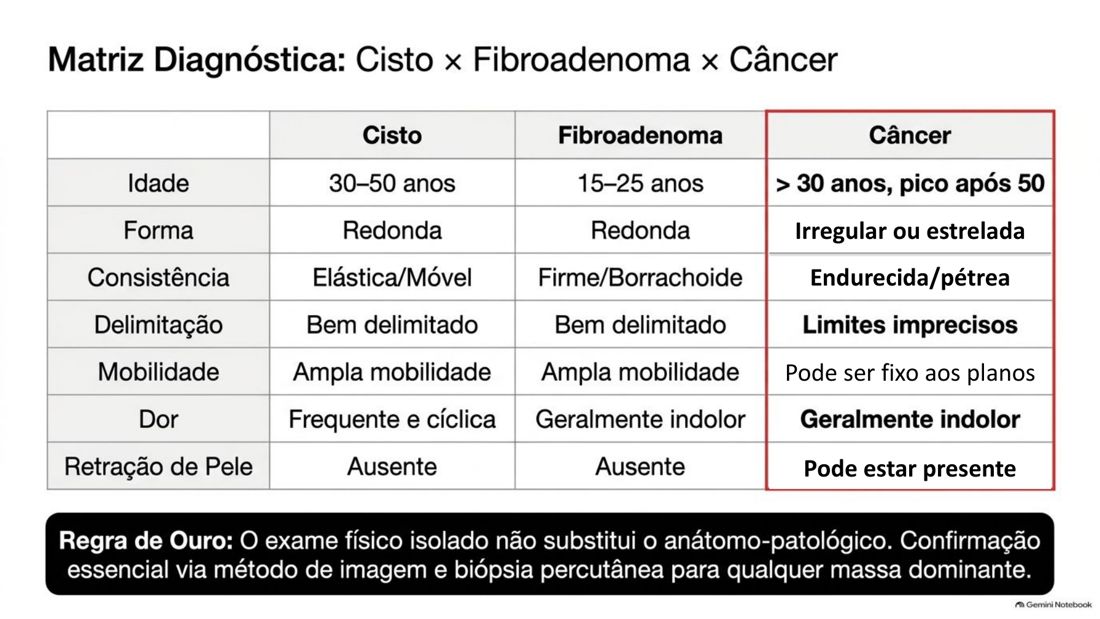 Matriz Diagnóstica: Cisto × Fibroadenoma × Câncer
Cisto Fibroadenoma Câncer
Idade 30–50 anos 15–25 anos > 30 anos, pico após 50
Forma Redonda Redonda Irregular ou estrelada
Consistência Elástica/Móvel Firme/Borrachoide Endurecida/pétrea
Delimitação Bem delimitado Bem delimitado Limites imprecisos
Mobilidade Ampla mobilidade Ampla mobilidade Pode ser fixo aos planos
Dor Frequente e cíclica Geralmente indolor Geralmente indolor
Retração de Pele Ausente Ausente Pode estar presente
Regra de Ouro: O exame físico isolado não substitui o anátomo-patológico. Confirmação
essencial via método de imagem e biópsia percutânea para qualquer massa dominante.
Gemini Notebook